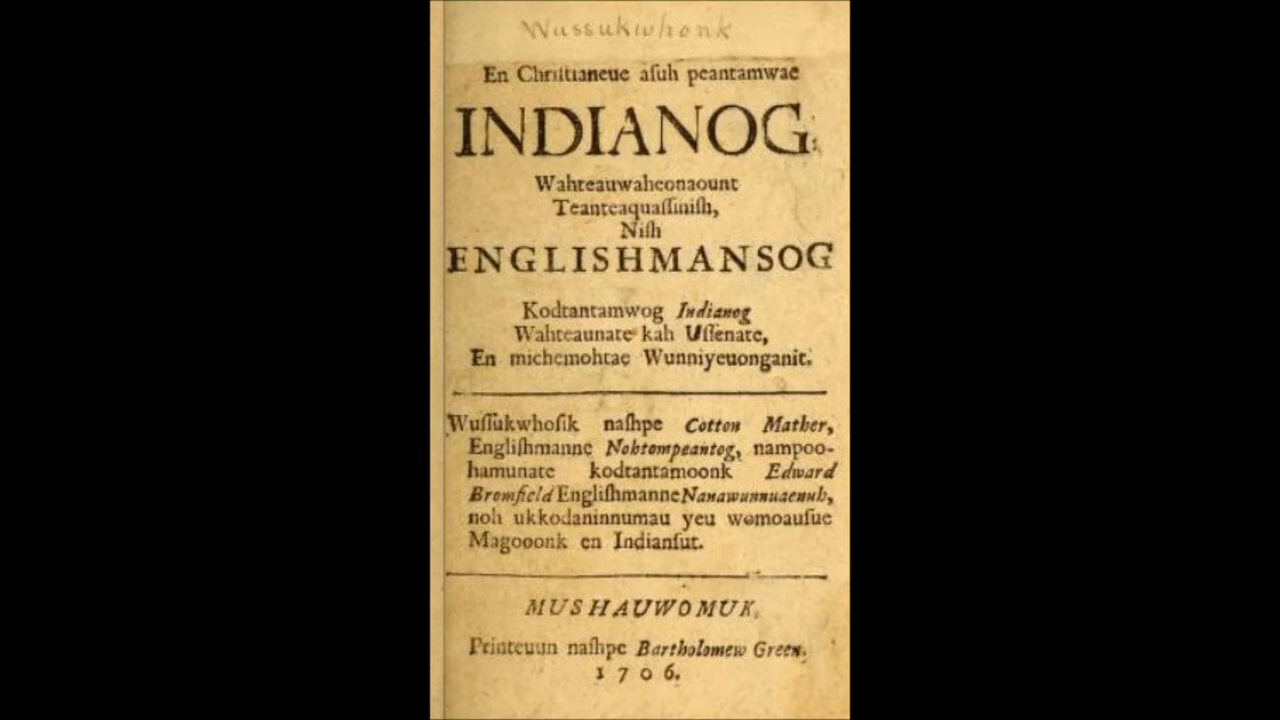 Wussukwhonk
En Chriſtianeue aſuh peantamwae
INDIANOG,
Wahteauwaheonaount
Teanteaquaſſiniſh,
Niſh
ENGLISHMANSOG
Kodtantamwog Indianog
Wahteaunate kah Uſſenate,
En michemohtae Wunniyeuonganit.
Wuſſukwhoſik naſhpe Cotton Mather,
Engliſhmanne Nohtompeantog, nampoo-
hamunate kodtantamoonk Edward
Bromfield Engliſhmanne Nanawunnuaenuh,
noh ukkodaninnumau yeu womoauſue
Magooonk en Indianſut.
MUSHAUWOMUK,
Printeuun naſhpe Bartholomew Green.
1706.